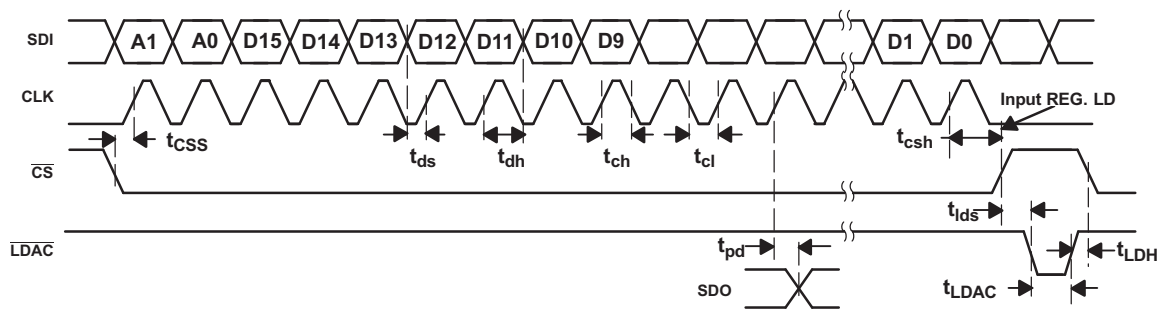 SDI A1 A0 D15 D14 D13 D12 D11 D10 D9 D1 D0
CLK
Input REG. LD
tCSS tds tdh tch tcl tcsh
CS
tlds
LDAC
tpd
tLDH
SDO
tLDAC